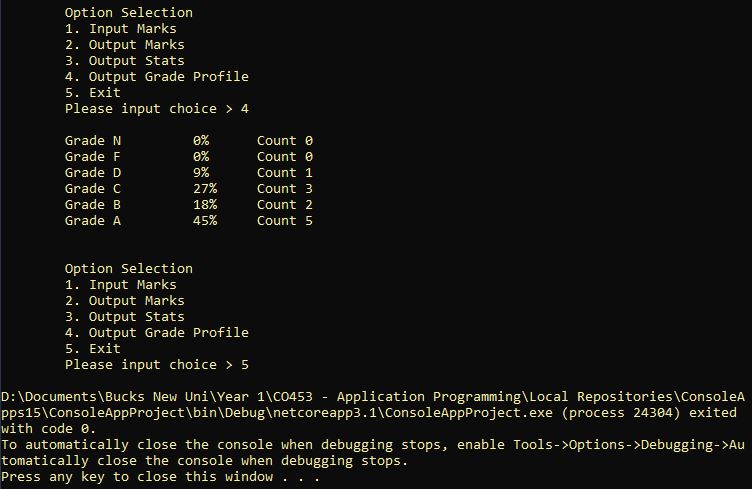 Option Selection
1. Input Marks
2. Output Marks
3. Output Stats
4. Output Grade Profile
5. Exit
Please input choice > 4
Grade N 0% Count 0
Grade F 0% Count 0
Grade D 9% Count 1
Grade C 27% Count 3
Grade B 18% Count 2
Grade A 45% Count 5
Option Selection
1. Input Marks
2. Output Marks
3. Output Stats
4. Output Grade Profile
5. Exit
Please input choice > 5
D:\Documents\Bucks New Uni\Year 1\CO453 - Application Programming\Local Repositories\ConsoleA
pps15\ConsoleAppProject\bin\Debug\netcoreapp3.1\ConsoleAppProject.exe (process 24304) exited
with code 0.
To automatically close the console when debugging stops, enable Tools->Options->Debugging->Au
tomatically close the console when debugging stops.
Press any key to close this window . . .